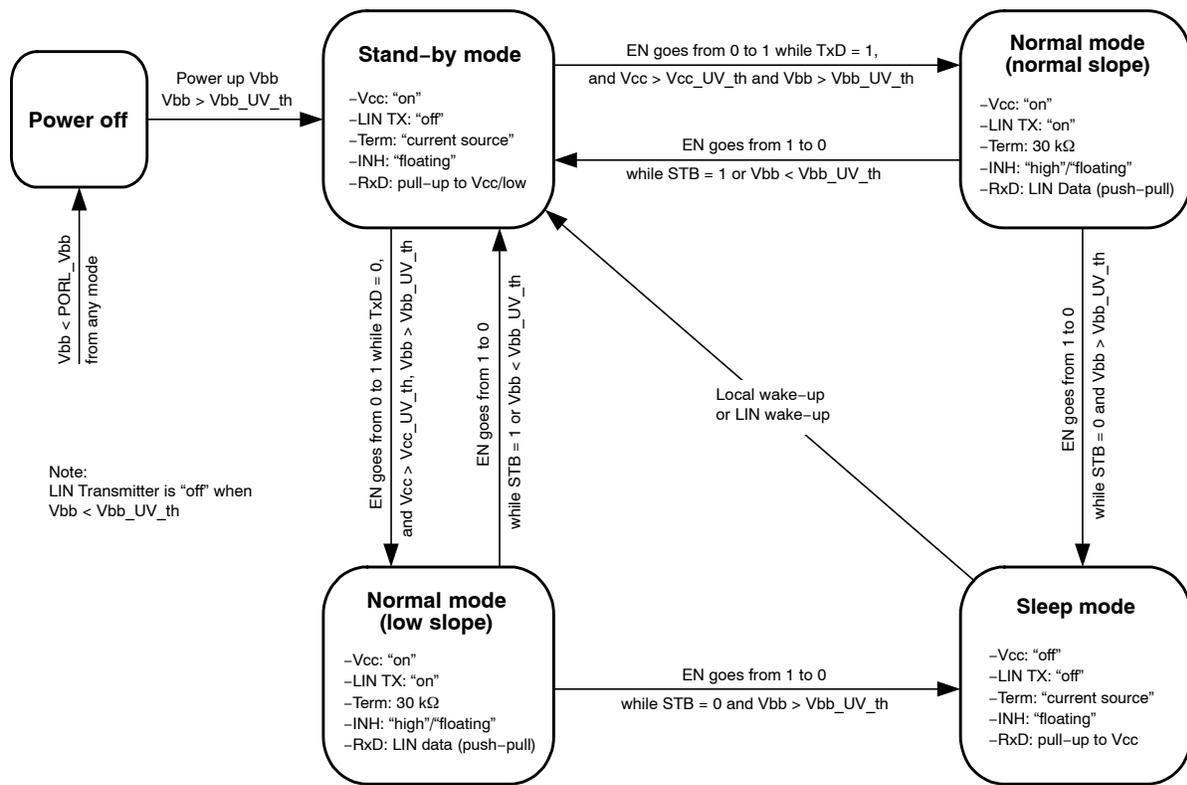 Power off
Power up Vbb
Vbb > Vbb_UV_th
Vbb < PORL_Vbb
from any mode
Stand−by mode
−Vcc: “on”
−LIN TX: “off”
−Term: “current source”
−INH: “floating”
−RxD: pull−up to Vcc/low
EN goes from 0 to 1 while TxD = 1,
and Vcc > Vcc_UV_th and Vbb > Vbb_UV_th
EN goes from 1 to 0
while STB = 1 or Vbb < Vbb_UV_th
Normal mode
(normal slope)
−Vcc: “on”
−LIN TX: “on”
−Term: 30 kΩ
−INH: “high”/“floating”
−RxD: LIN Data (push−pull)
EN goes from 0 to 1 while TxD = 0,
and Vcc > Vcc_UV_th, Vbb > Vbb_UV_th
EN goes from 1 to 0
while STB = 1 or Vbb < Vbb_UV_th
Local wake−up
or LIN wake−up
EN goes from 1 to 0
while STB = 0 and Vbb > Vbb_UV_th
Note:
LIN Transmitter is “off” when
Vbb < Vbb_UV_th
Normal mode
(low slope)
−Vcc: “on”
−LIN TX: “on”
−Term: 30 kΩ
−INH: “high”/“floating”
−RxD: LIN data (push−pull)
EN goes from 1 to 0
while STB = 0 and Vbb > Vbb_UV_th
Sleep mode
−Vcc: “off”
−LIN TX: “off”
−Term: “current source”
−INH: “floating”
−RxD: pull−up to Vcc